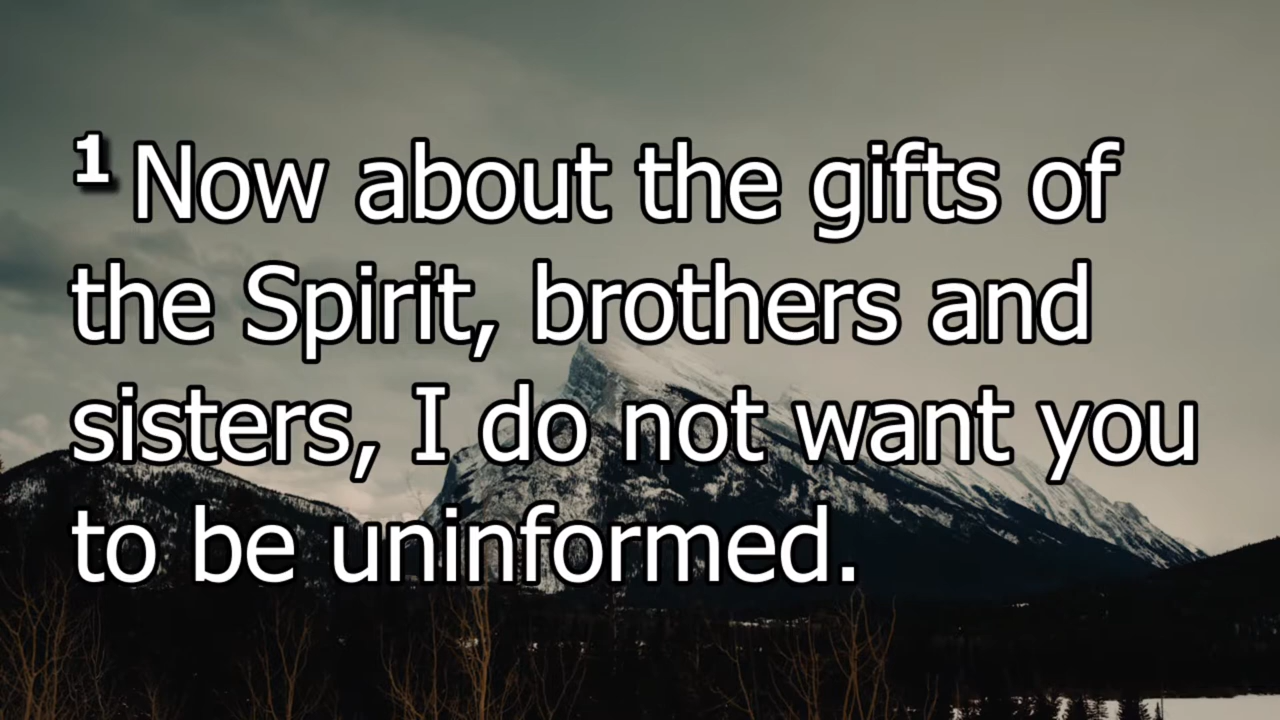 1 Now about the gifts of
the Spirit, brothers and
sisters, I do not want you
to be uninformed.